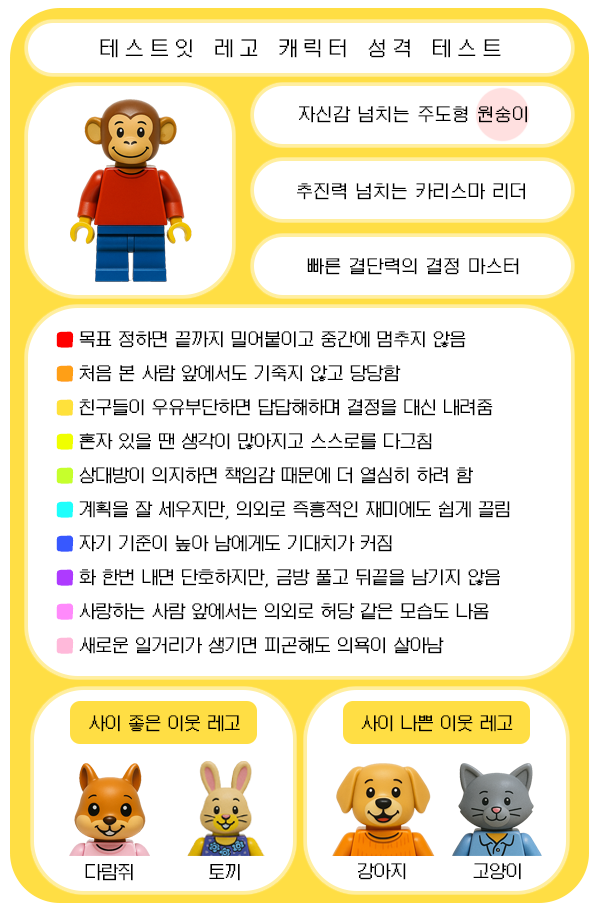 테스트잇 레고 캐릭터 성격 테스트
자신감 넘치는 주도형 원숭이
추진력 넘치는 카리스마 리더
빠른 결단력의 결정 마스터
목표 정하면 끝까지 밀어붙이고 중간에 멈추지 않음
처음 본 사람 앞에서도 기죽지 않고 당당함
친구들이 우유부단하면 답답해하며 결정을 대신 내려줌
혼자 있을 땐 생각이 많아지고 스스로를 다그침
상대방이 의지하면 책임감 때문에 더 열심히 하려 함
계획을 잘 세우지만, 의외로 즉흥적인 재미에도 쉽게 끌림
자기 기준이 높아 남에게도 기대치가 커짐
화 한번 내면 단호하지만, 금방 풀고 뒤끝을 남기지 않음
사랑하는 사람 앞에서는 의외로 허당 같은 모습도 나옴
새로운 일거리가 생기면 피곤해도 의욕이 살아남
사이 좋은 이웃 레고
사이 나쁜 이웃 레고
다람쥐
토끼
강아지
고양이